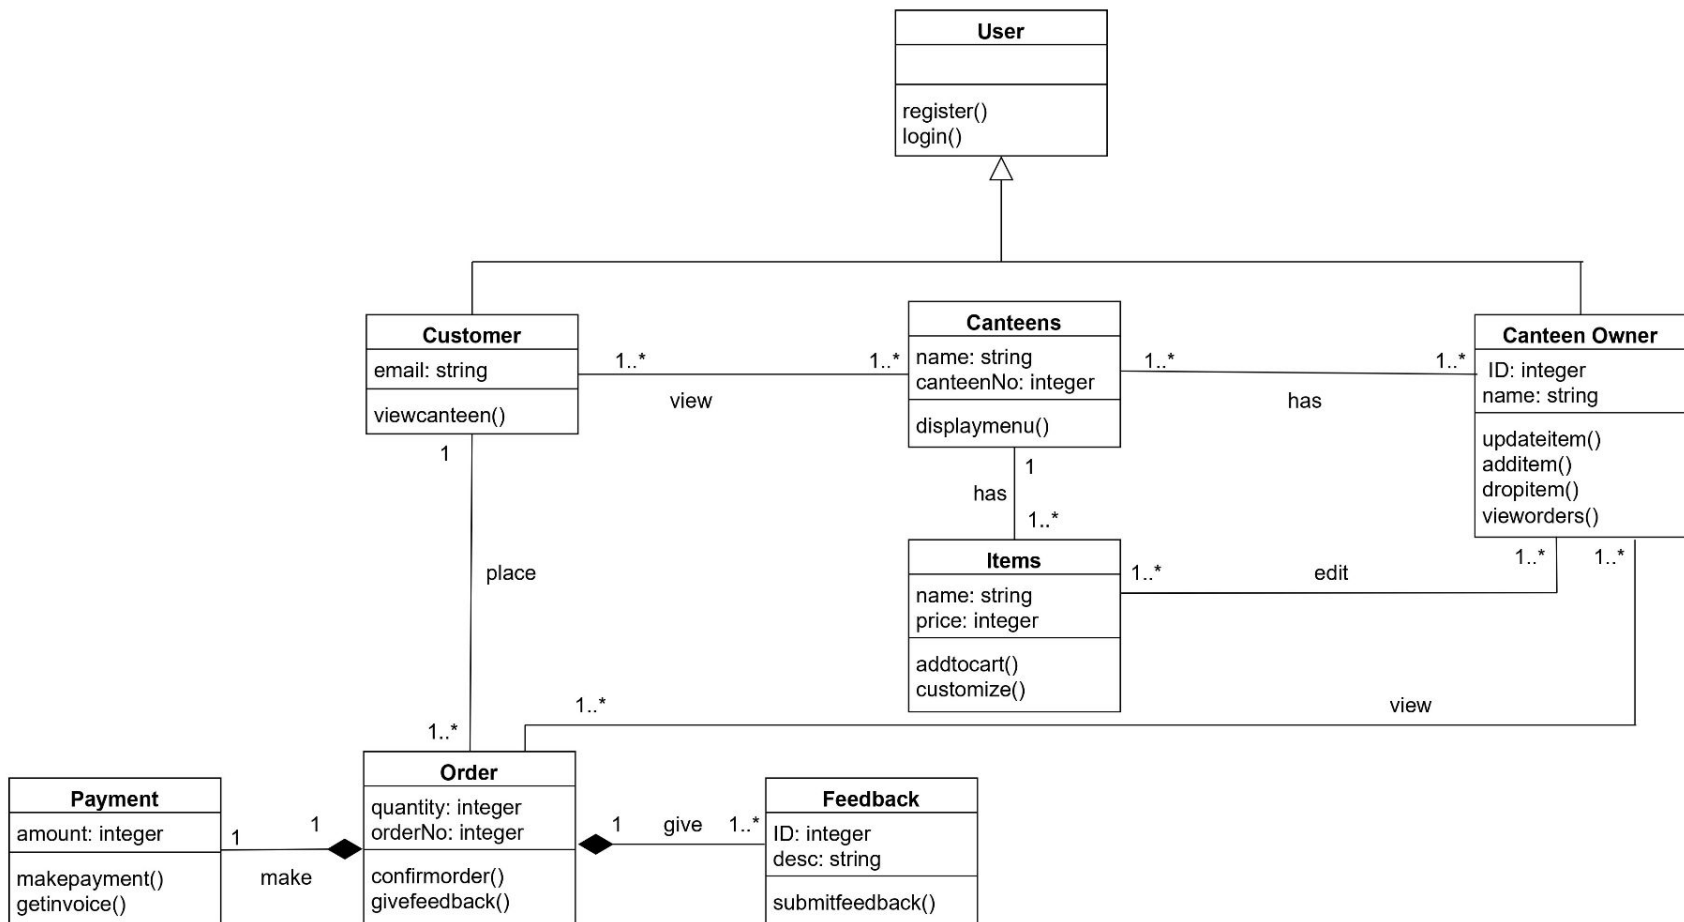 User
register()
login()
Customer
email: string
viewcanteen()
1..*
1..*
view
Canteens
name: string
canteenNo: integer
displaymenu()
1..*
1..*
has
Canteen Owner
ID: integer
name: string
updateitem()
additem()
dropitem()
vieworders()
1
place
1..*
1
has
1..*
Items
name: string
price: integer
addtocart()
customize()
1..*
edit
1..*
1..*
1..*
view
Payment
amount: integer
makepayment()
getinvoice()
1
1
make
Order
quantity: integer
orderNo: integer
confirmorder()
givefeedback()
1
give
1..*
Feedback
ID: integer
desc: string
submitfeedback()